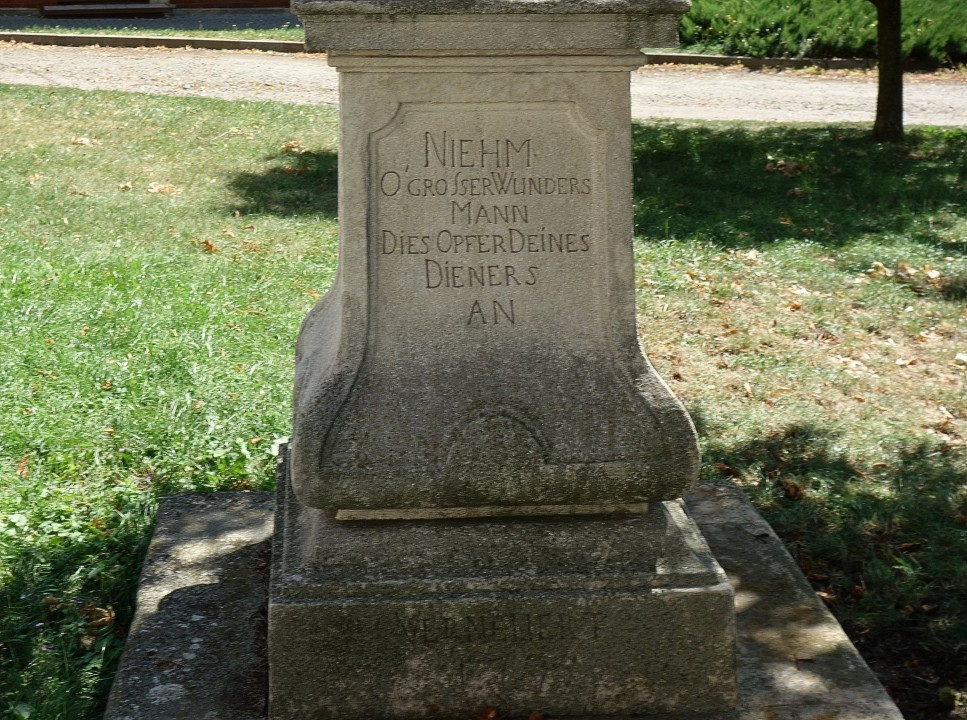 NIEHM.
O' GROSSER WUNDERS
MANN
DIES OPFER DEINES
DIENERS
AN